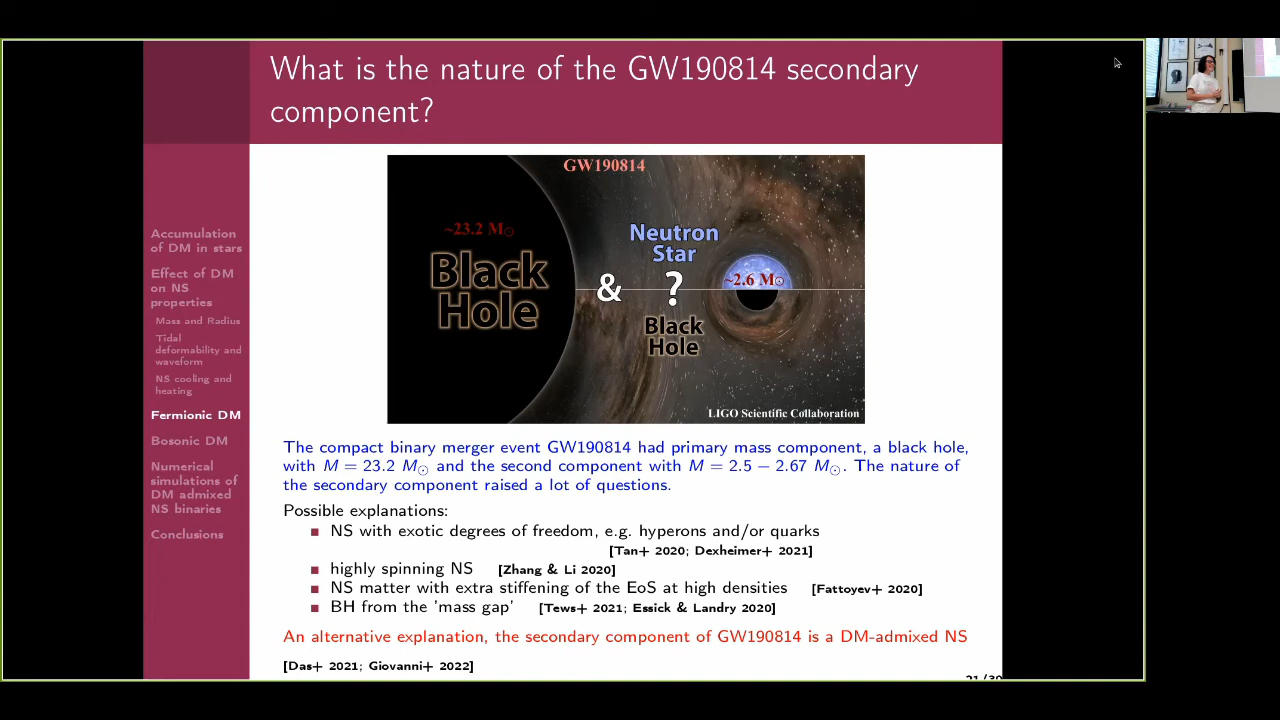 What is the nature of the GW190814 secondary
component?
Accumulation
of DM in stars
Effect of DM
on NS
properties
Mass and Radius
Tidal
deformability and
waveform
NS cooling and
heating
Fermionic DM
Bosonic DM
Numerical
simulations of
DM admixed
NS binaries
Conclusions
GW190814
~23.2 M⊙
Black
Hole
&
Neutron
Star
?
Black
Hole
~2.6 M⊙
LIGO Scientific Collaboration
The compact binary merger event GW190814 had primary mass component, a black hole,
with M = 23.2 M⊙ and the second component with M = 2.5 − 2.67 M⊙. The nature of
the secondary component raised a lot of questions.
Possible explanations:
NS with exotic degrees of freedom, e.g. hyperons and/or quarks
[Tan+ 2020; Dexheimer+ 2021]
highly spinning NS [Zhang & Li 2020]
NS matter with extra stiffening of the EoS at high densities [Fattoyev+ 2020]
BH from the 'mass gap' [Tews+ 2021; Essick & Landry 2020]
An alternative explanation, the secondary component of GW190814 is a DM-admixed NS
[Das+ 2021; Giovanni+ 2022]